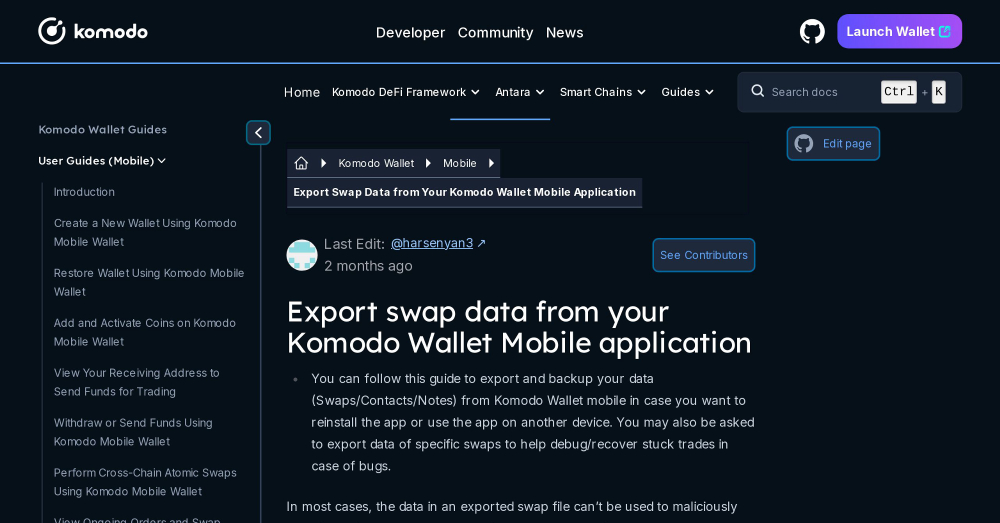 komodo
Developer Community News
Launch Wallet
Home Komodo DeFi Framework Antara Smart Chains Guides
Search docs Ctrl + K
Komodo Wallet Guides
User Guides (Mobile)
Introduction
Create a New Wallet Using Komodo
Mobile Wallet
Restore Wallet Using Komodo Mobile
Wallet
Add and Activate Coins on Komodo
Mobile Wallet
View Your Receiving Address to
Send Funds for Trading
Withdraw or Send Funds Using
Komodo Mobile Wallet
Perform Cross-Chain Atomic Swaps
Using Komodo Mobile Wallet
View Ongoing Orders and Swap
Komodo Wallet Mobile
Export Swap Data from Your Komodo Wallet Mobile Application
Edit page
Last Edit: @harsenyan3 ↗
2 months ago
See Contributors
Export swap data from your
Komodo Wallet Mobile application
You can follow this guide to export and backup your data
(Swaps/Contacts/Notes) from Komodo Wallet mobile in case you want to
reinstall the app or use the app on another device. You may also be asked
to export data of specific swaps to help debug/recover stuck trades in
case of bugs.
In most cases, the data in an exported swap file can’t be used to maliciously